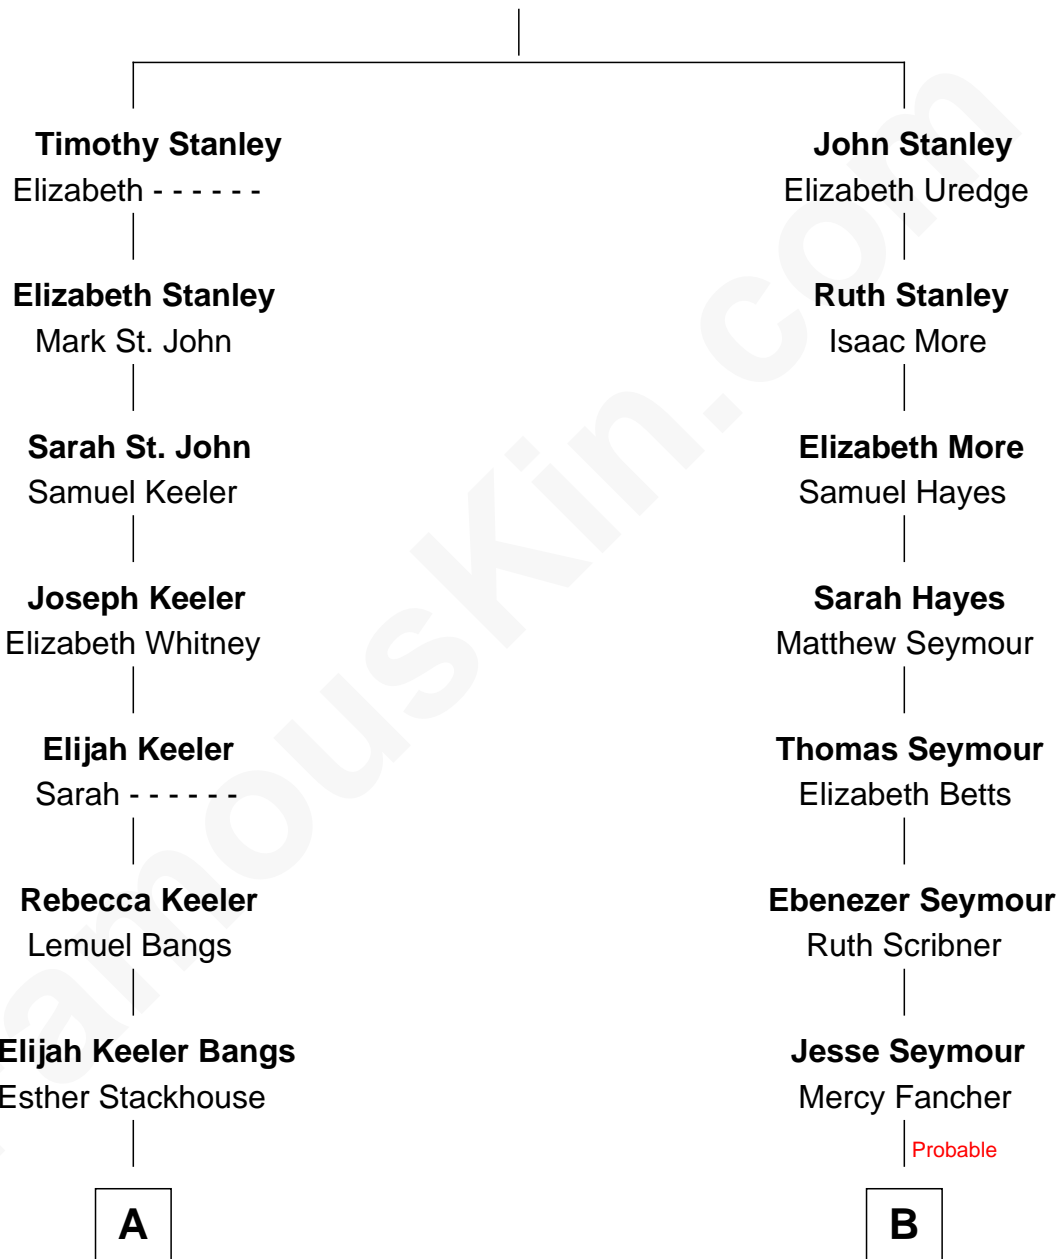 Timothy Stanley
Elizabeth - - - - - -
John Stanley
Elizabeth Uredge
Elizabeth Stanley
Mark St. John
Ruth Stanley
Isaac More
Sarah St. John
Samuel Keeler
Elizabeth More
Samuel Hayes
Joseph Keeler
Elizabeth Whitney
Sarah Hayes
Matthew Seymour
Elijah Keeler
Sarah - - - - - -
Thomas Seymour
Elizabeth Betts
Rebecca Keeler
Lemuel Bangs
Ebenezer Seymour
Ruth Scribner
Elijah Keeler Bangs
Esther Stackhouse
Jesse Seymour
Mercy Fancher
Probable
A
B
FamousKin.com